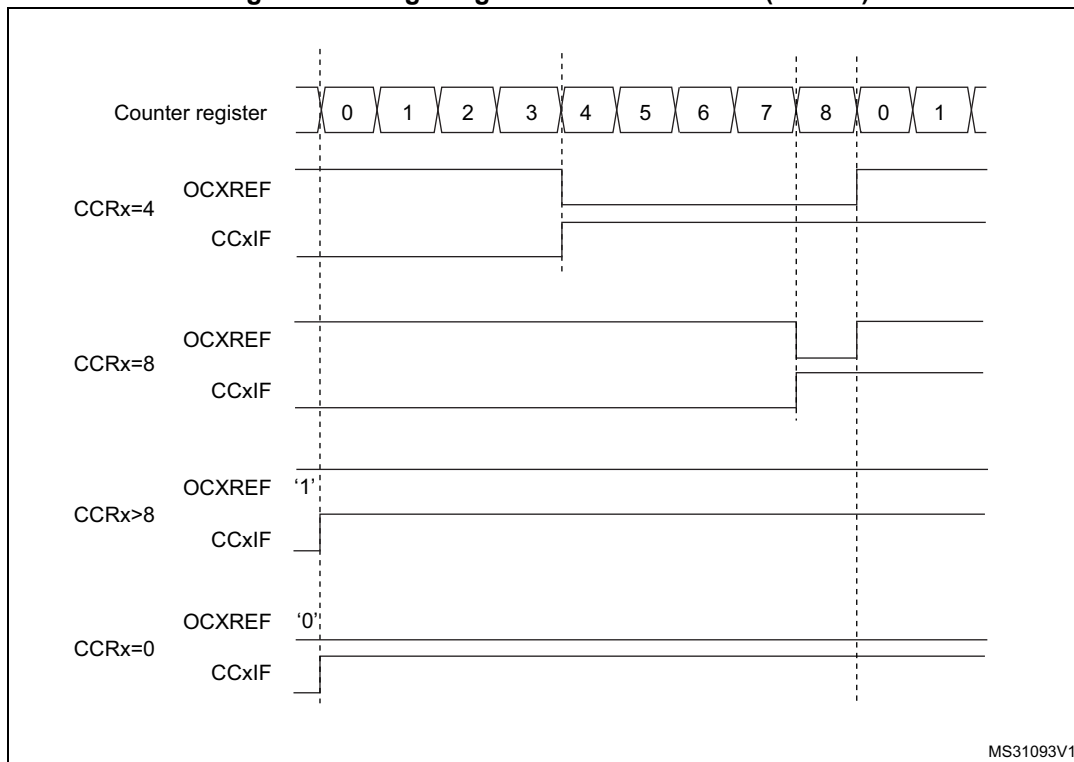 Counter register 0 1 2 3 4 5 6 7 8 0 1
OCXREF
CCRx=4
CCxIF
OCXREF
CCRx=8
CCxIF
OCXREF ‘1’
CCRx>8
CCxIF
OCXREF ‘0’
CCRx=0
CCxIF
MS31093V1